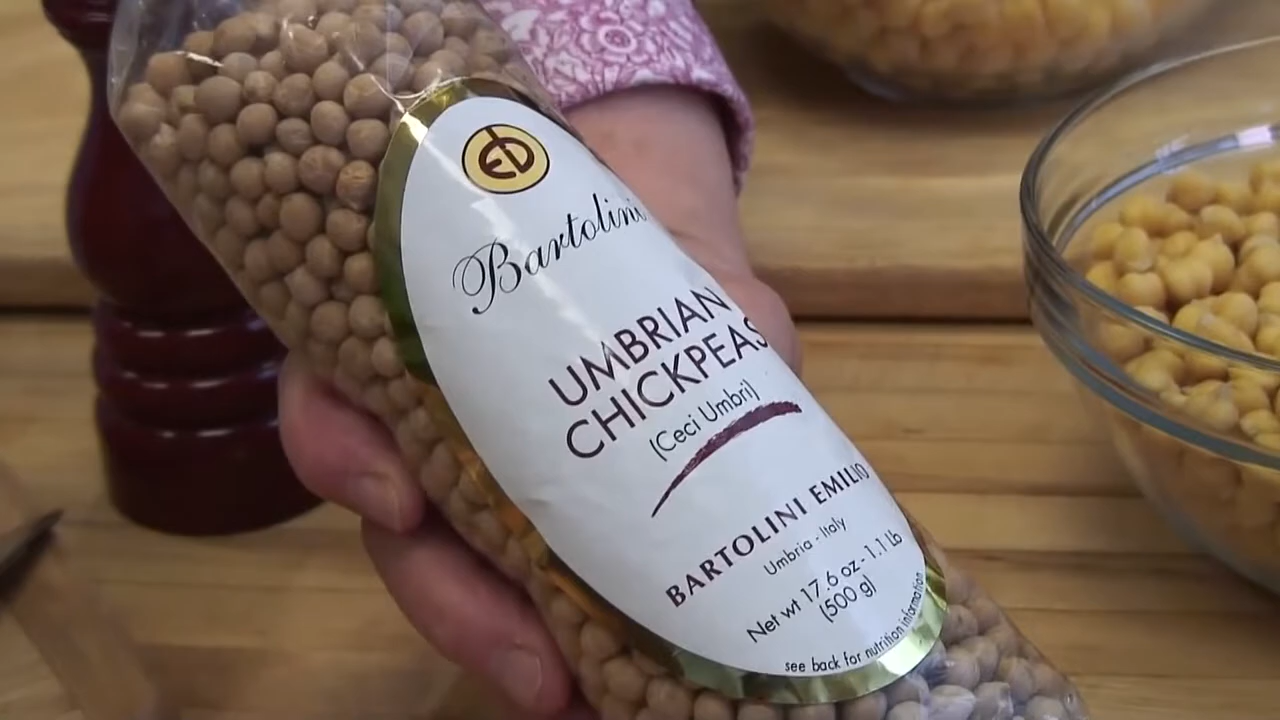 EB
Bartolini
UMBRIAN
CHICKPEAS
(Ceci Umbri)
BARTOLINI EMILIO
Umbria - Italy
Net wt 17.6 oz - 1.1 lb
(500 g)
see back for nutrition information